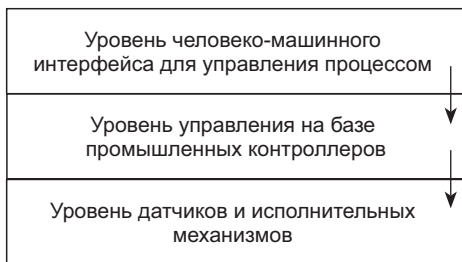 Уровень человеко-машинного
интерфейса для управления процессом
Уровень управления на базе
промышленных контроллеров
Уровень датчиков и исполнительных
механизмов